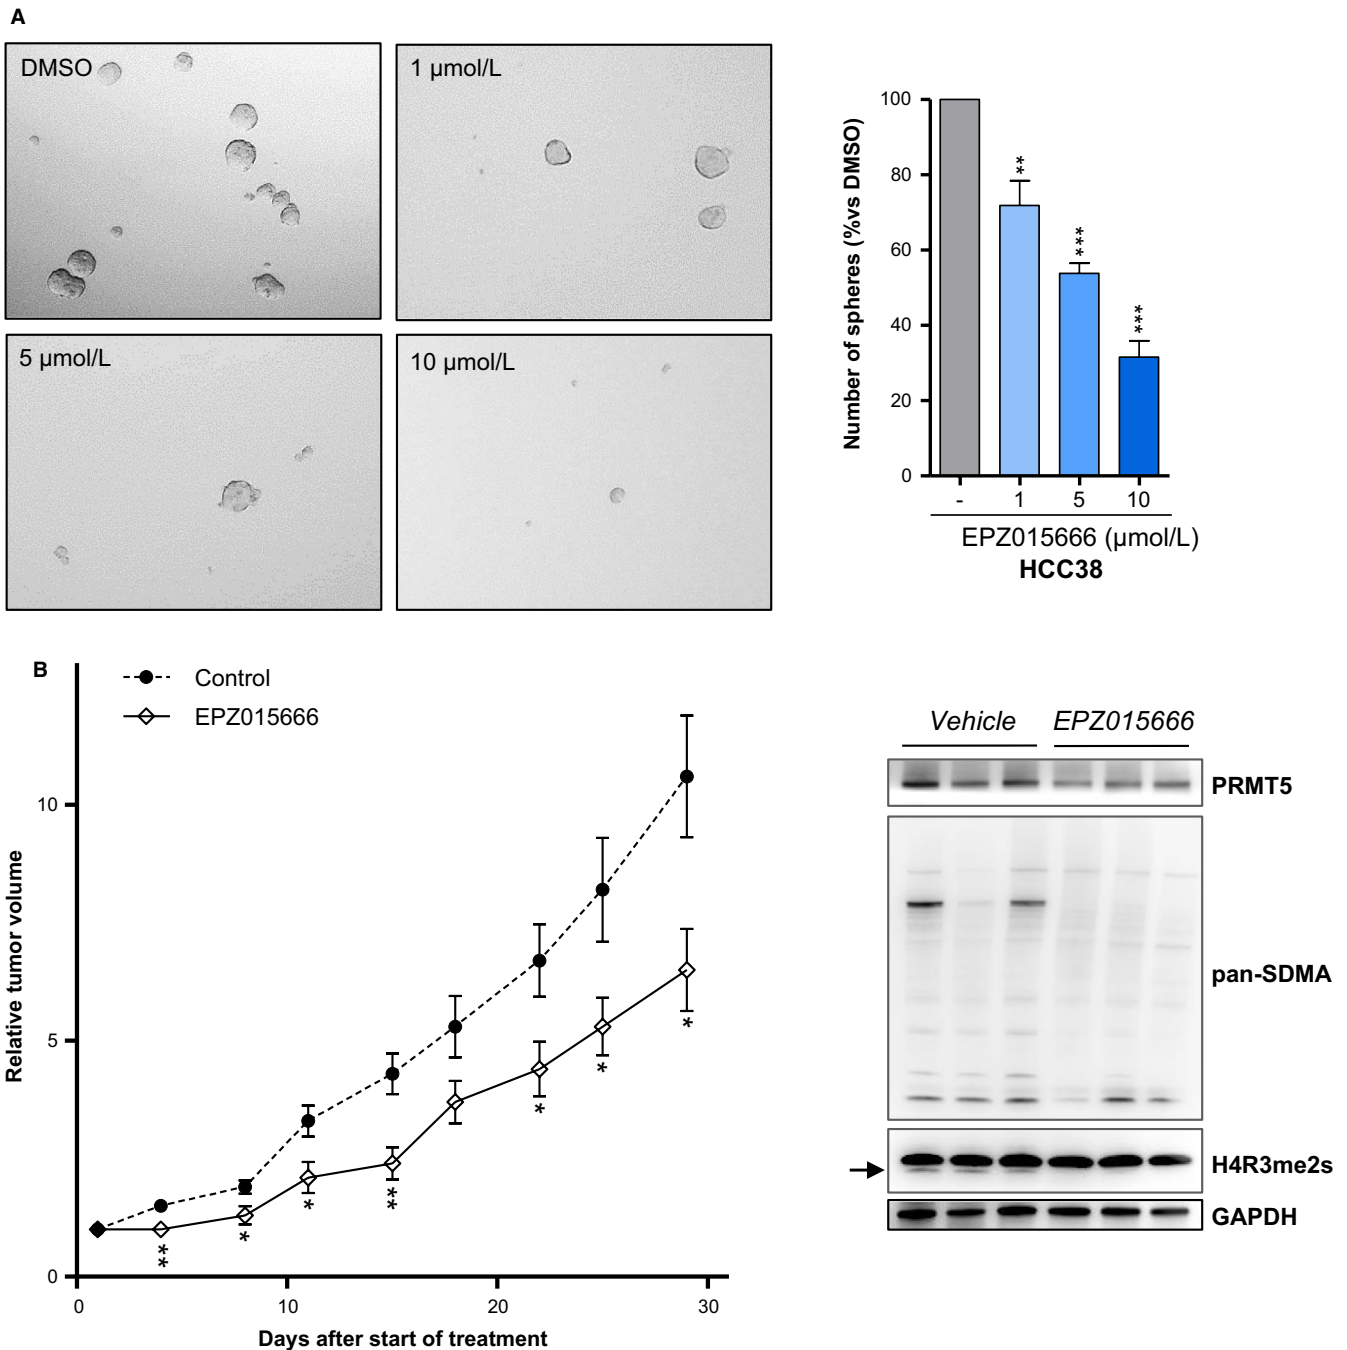 A
DMSO
1 µmol/L
5 µmol/L
10 µmol/L
Number of spheres (%vs DMSO)
100
80
60
40
20
0
**
***
***
- 1 5 10
EPZ015666 (µmol/L)
HCC38
B
Control
EPZ015666
Relative tumor volume
10
5
0
**
*
*
**
*
*
*
0 10 20 30
Days after start of treatment
Vehicle EPZ015666
PRMT5
pan-SDMA
H4R3me2s
GAPDH